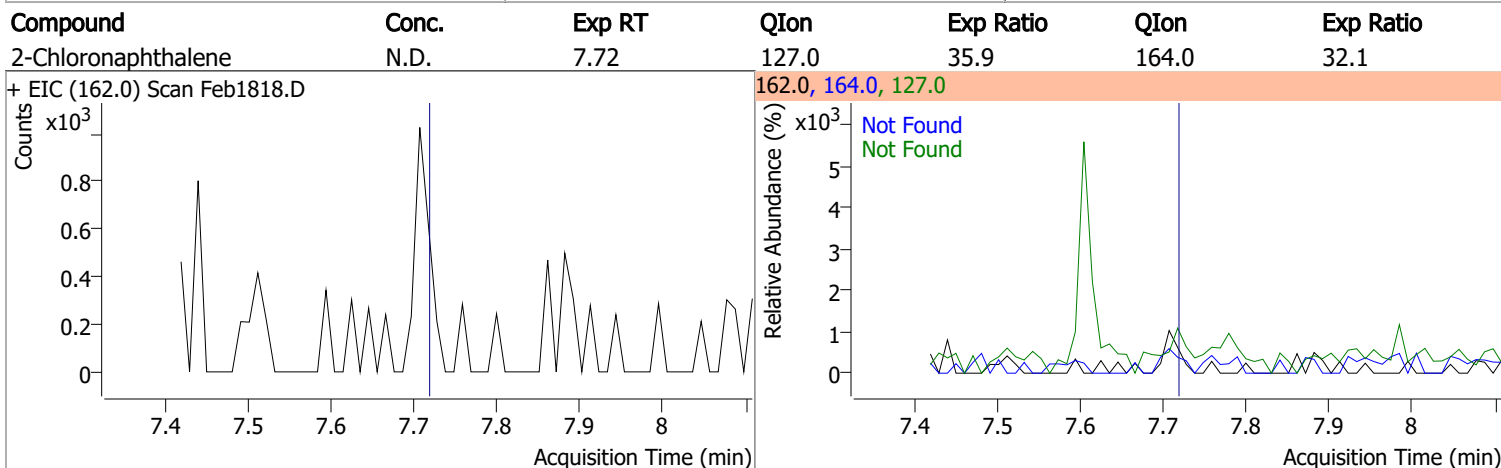 Compound Conc. Exp RT QIon Exp Ratio QIon Exp Ratio
2-Chloronaphthalene N.D. 7.72 127.0 35.9 164.0 32.1
+ EIC (162.0) Scan Feb1818.D
Counts
x10³
0.8
0.6
0.4
0.2
0
7.4 7.5 7.6 7.7 7.8 7.9 8
Acquisition Time (min)
162.0, 164.0, 127.0
Relative Abundance (%)
x10³
Not Found
Not Found
5
4
3
2
1
0
7.4 7.5 7.6 7.7 7.8 7.9 8
Acquisition Time (min)